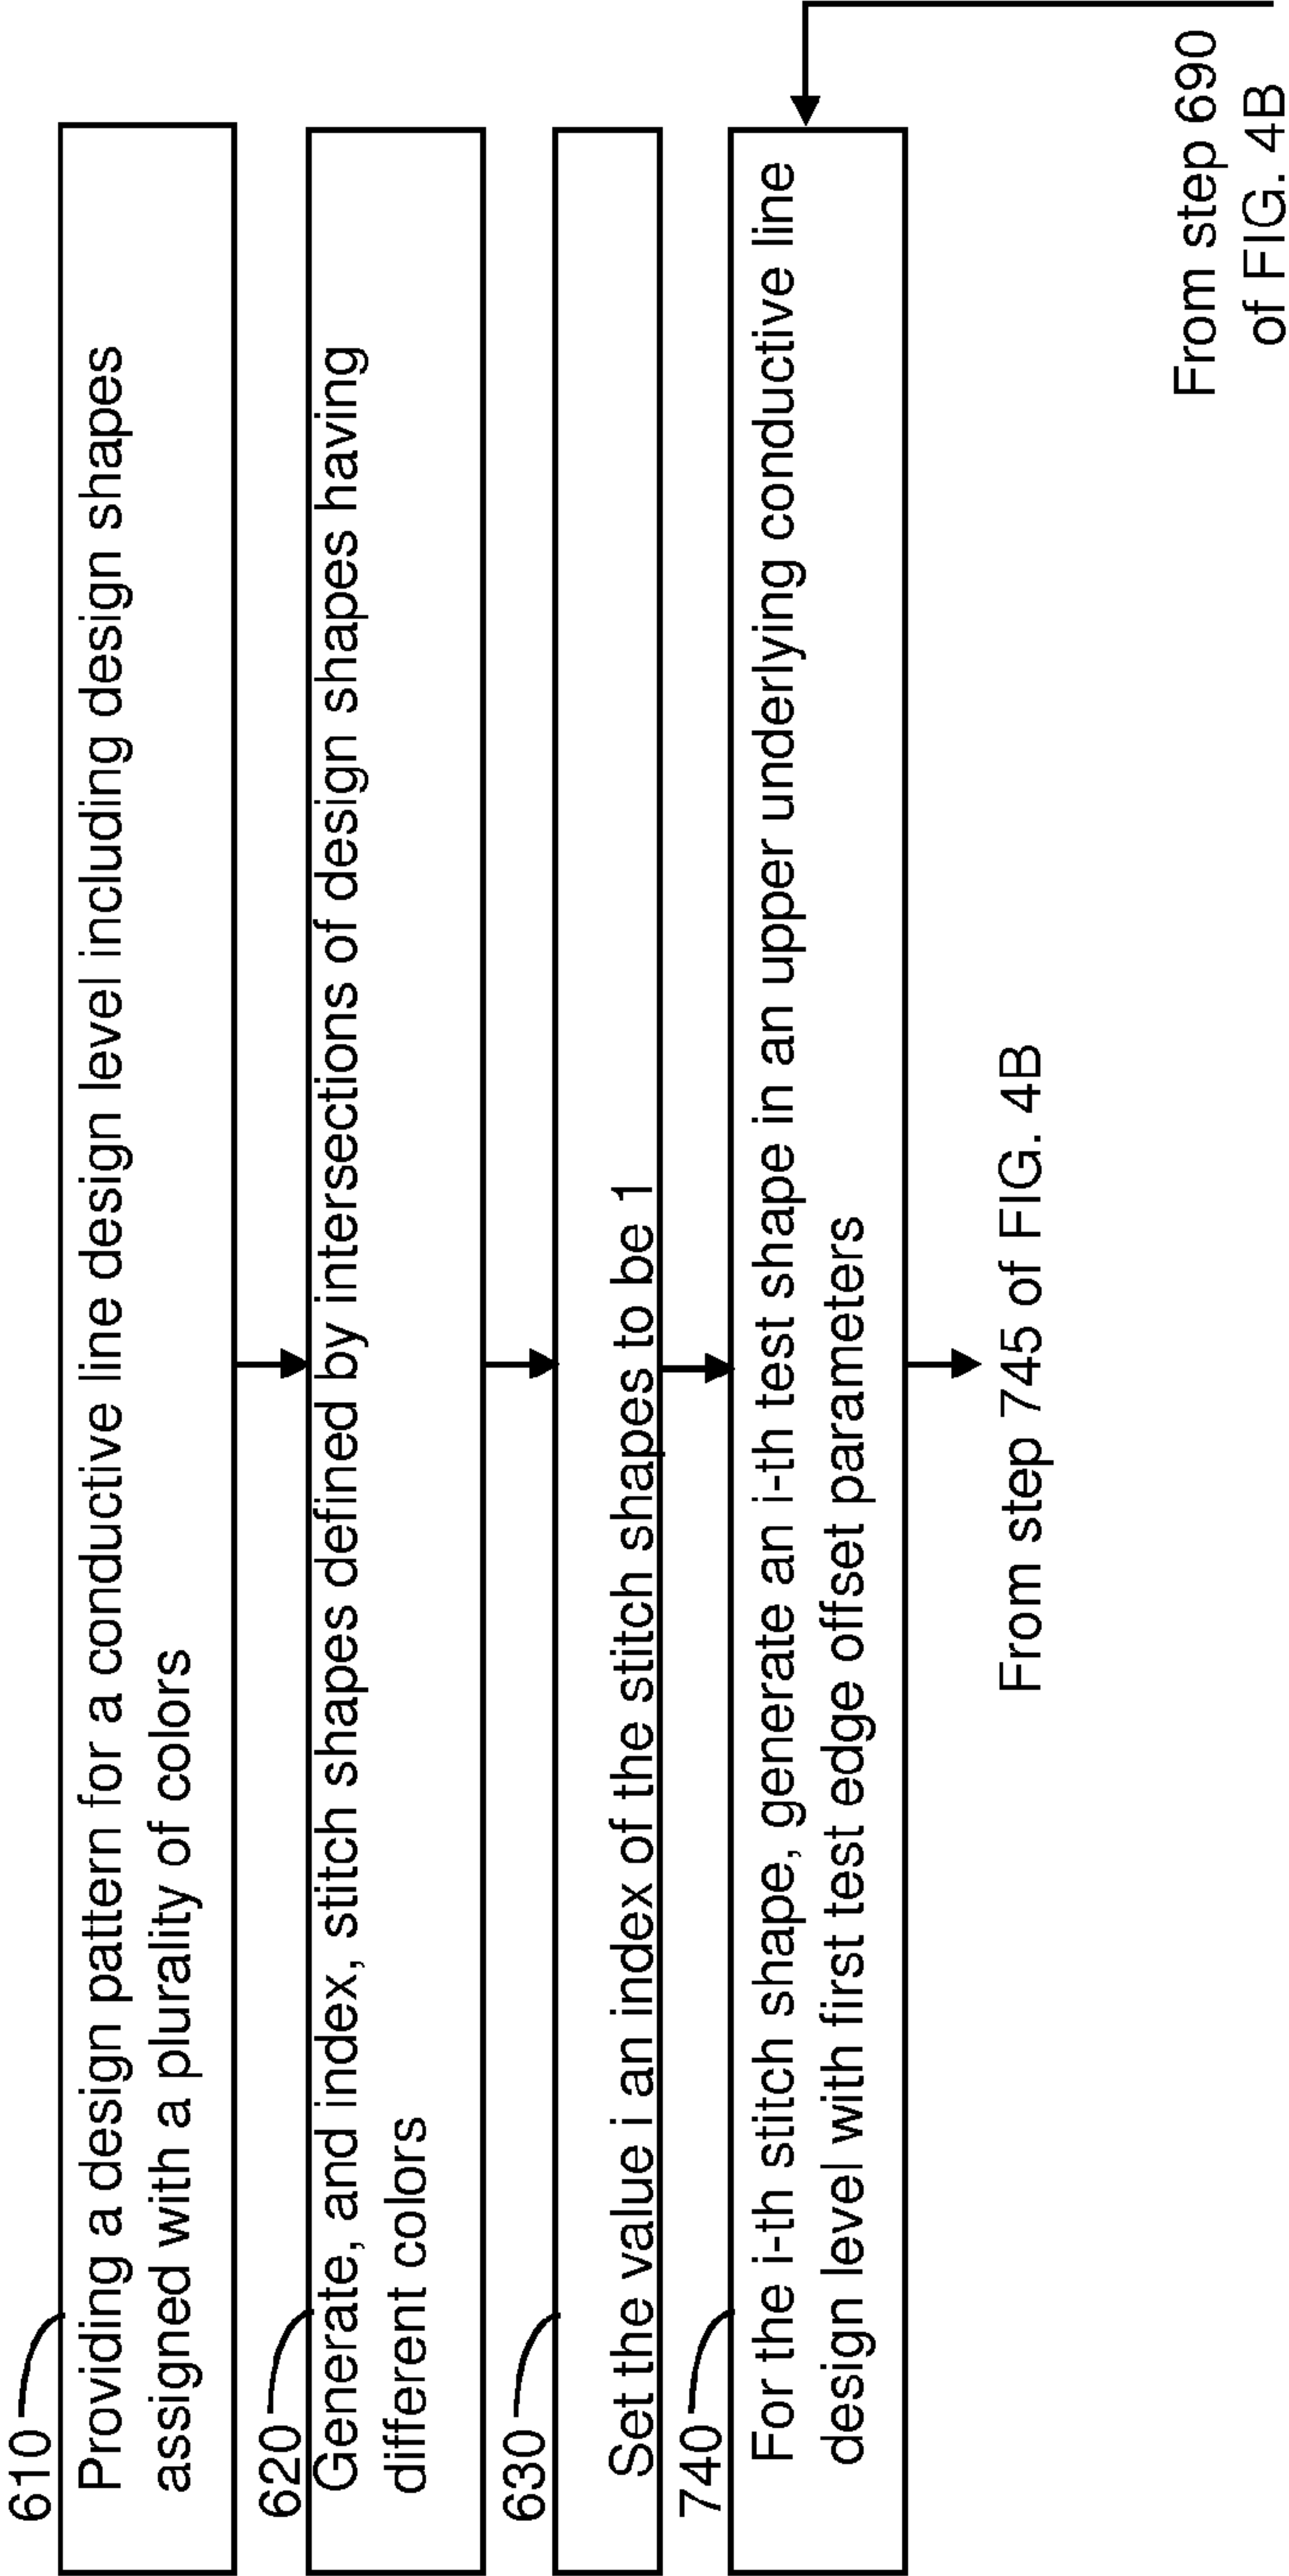 610
Providing a design pattern for a conductive line design level including design shapes
assigned with a plurality of colors
620
Generate, and index, stitch shapes defined by intersections of design shapes having
different colors
630
Set the value i an index of the stitch shapes to be 1
740
For the i-th stitch shape, generate an i-th test shape in an upper underlying conductive line
design level with first test edge offset parameters
From step 745 of FIG. 4B
From step 690
of FIG. 4B